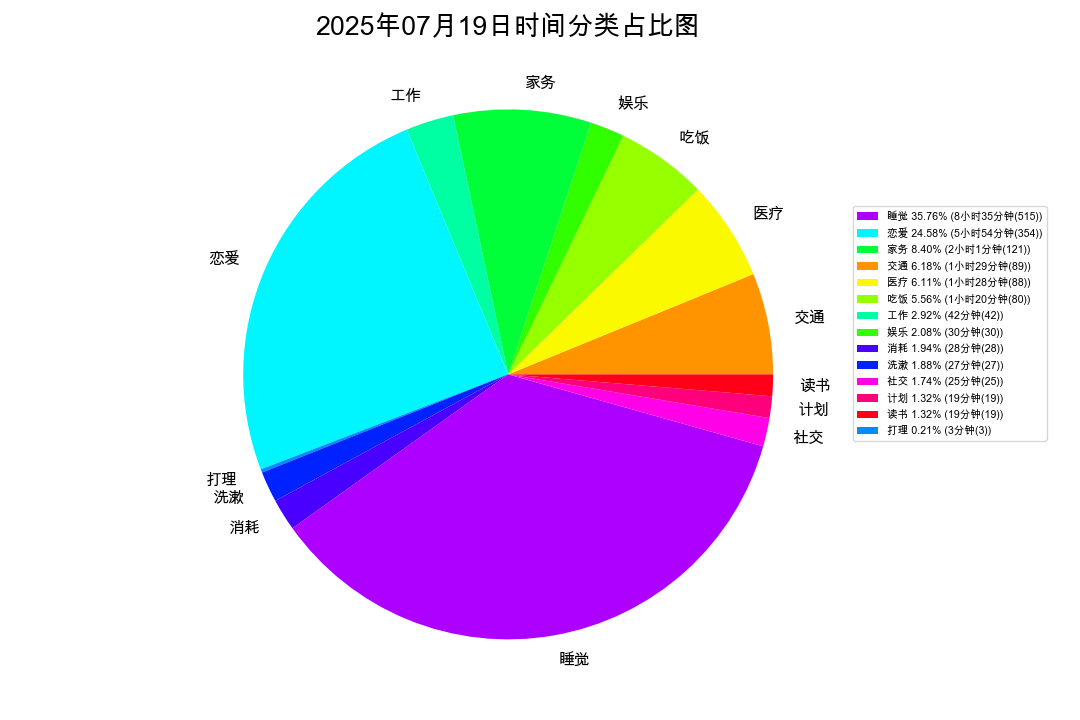 2025年07月19日时间分类占比图
家务
工作
娱乐
吃饭
医疗
恋爱
交通
读书
计划
社交
打理
洗漱
消耗
睡觉
睡觉 35.76% (8小时35分钟(515))
恋爱 24.58% (5小时54分钟(354))
家务 8.40% (2小时1分钟(121))
交通 6.18% (1小时29分钟(89))
医疗 6.11% (1小时28分钟(88))
吃饭 5.56% (1小时20分钟(80))
工作 2.92% (42分钟(42))
娱乐 2.08% (30分钟(30))
消耗 1.94% (28分钟(28))
洗漱 1.88% (27分钟(27))
社交 1.74% (25分钟(25))
计划 1.32% (19分钟(19))
读书 1.32% (19分钟(19))
打理 0.21% (3分钟(3))